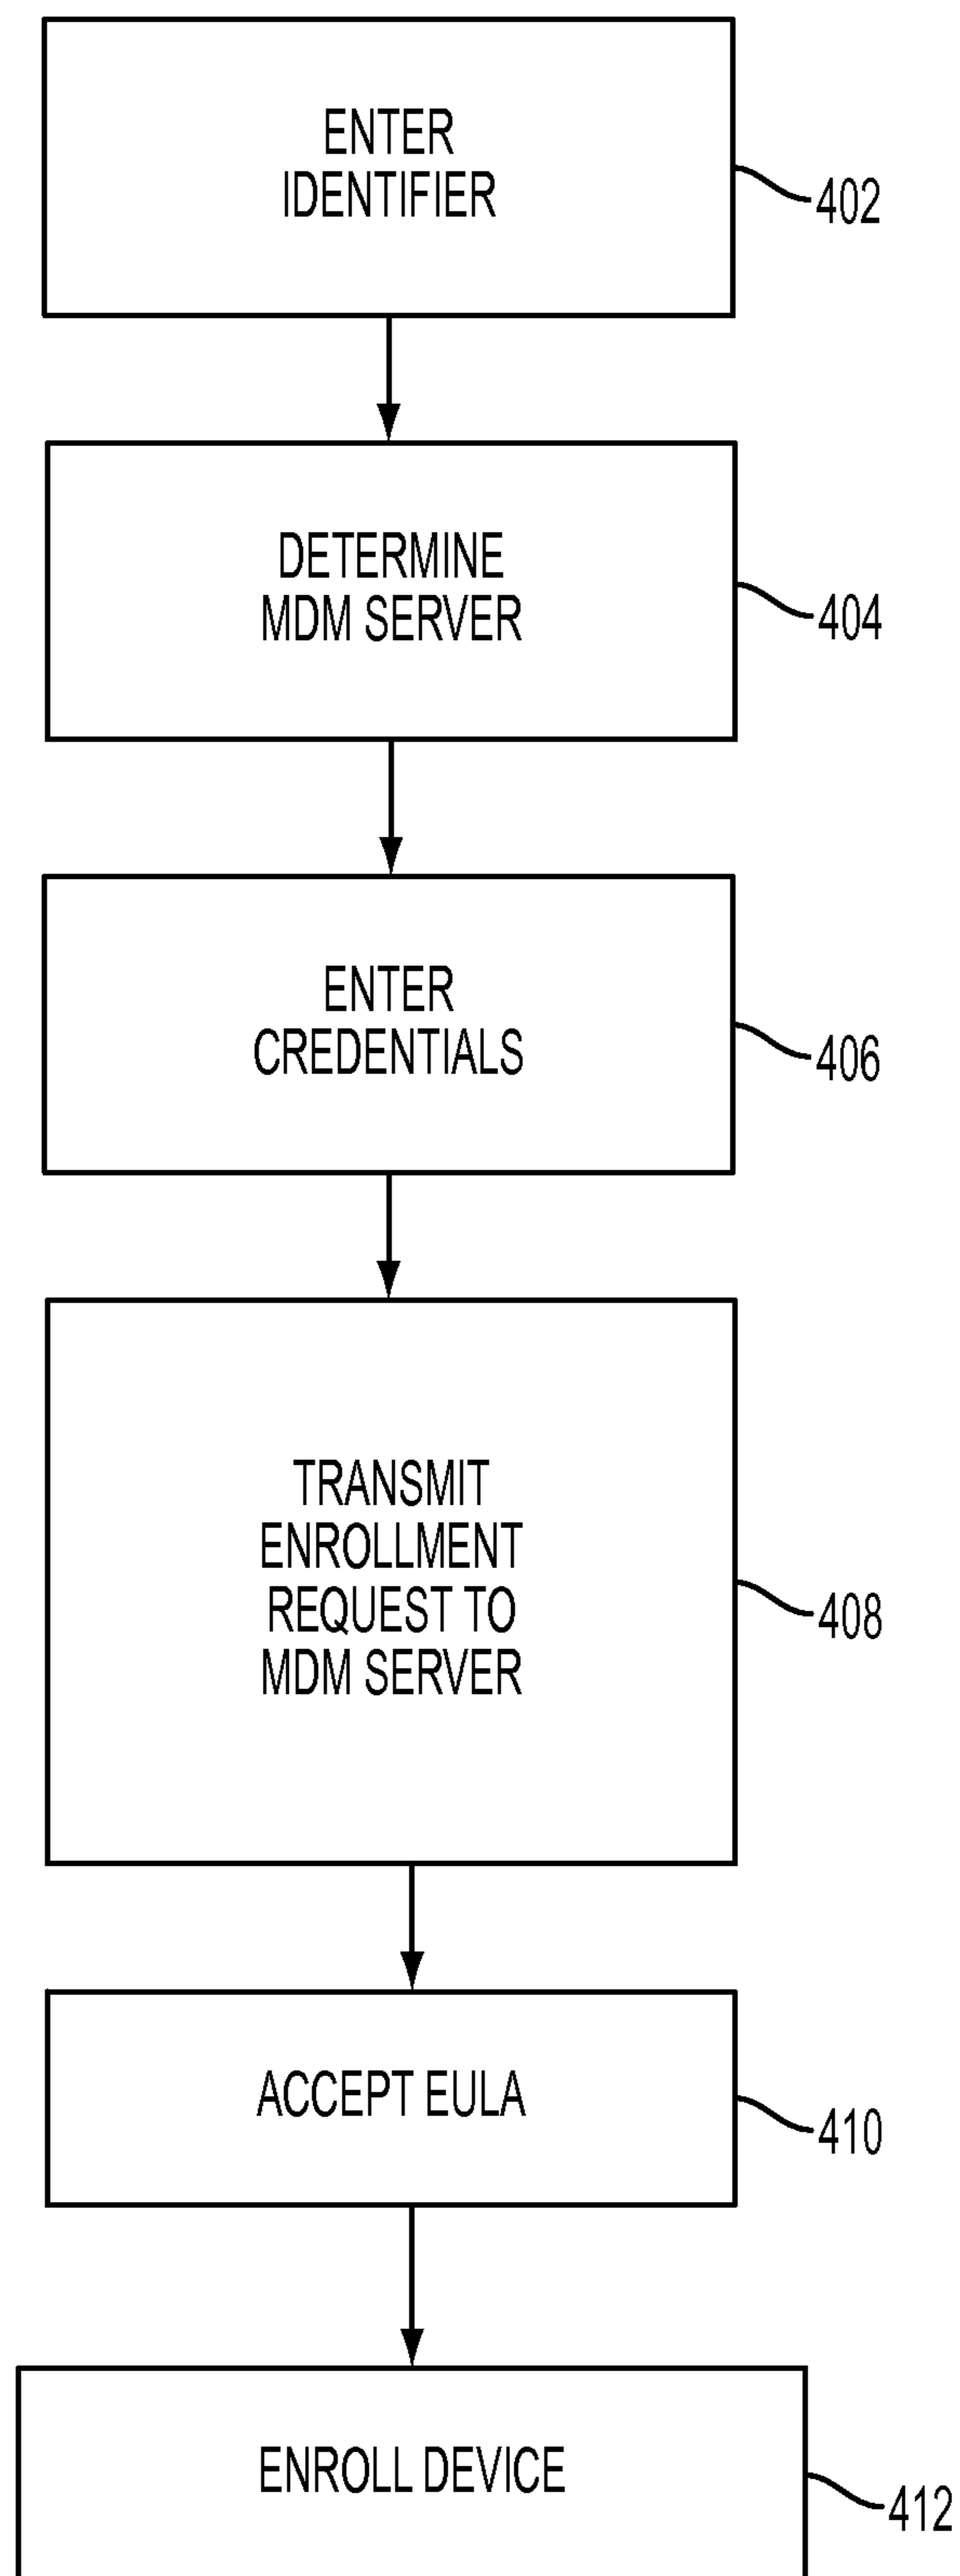 ENTER
IDENTIFIER
402
DETERMINE
MDM SERVER
404
ENTER
CREDENTIALS
406
TRANSMIT
ENROLLMENT
REQUEST TO
MDM SERVER
408
ACCEPT EULA
410
ENROLL DEVICE
412